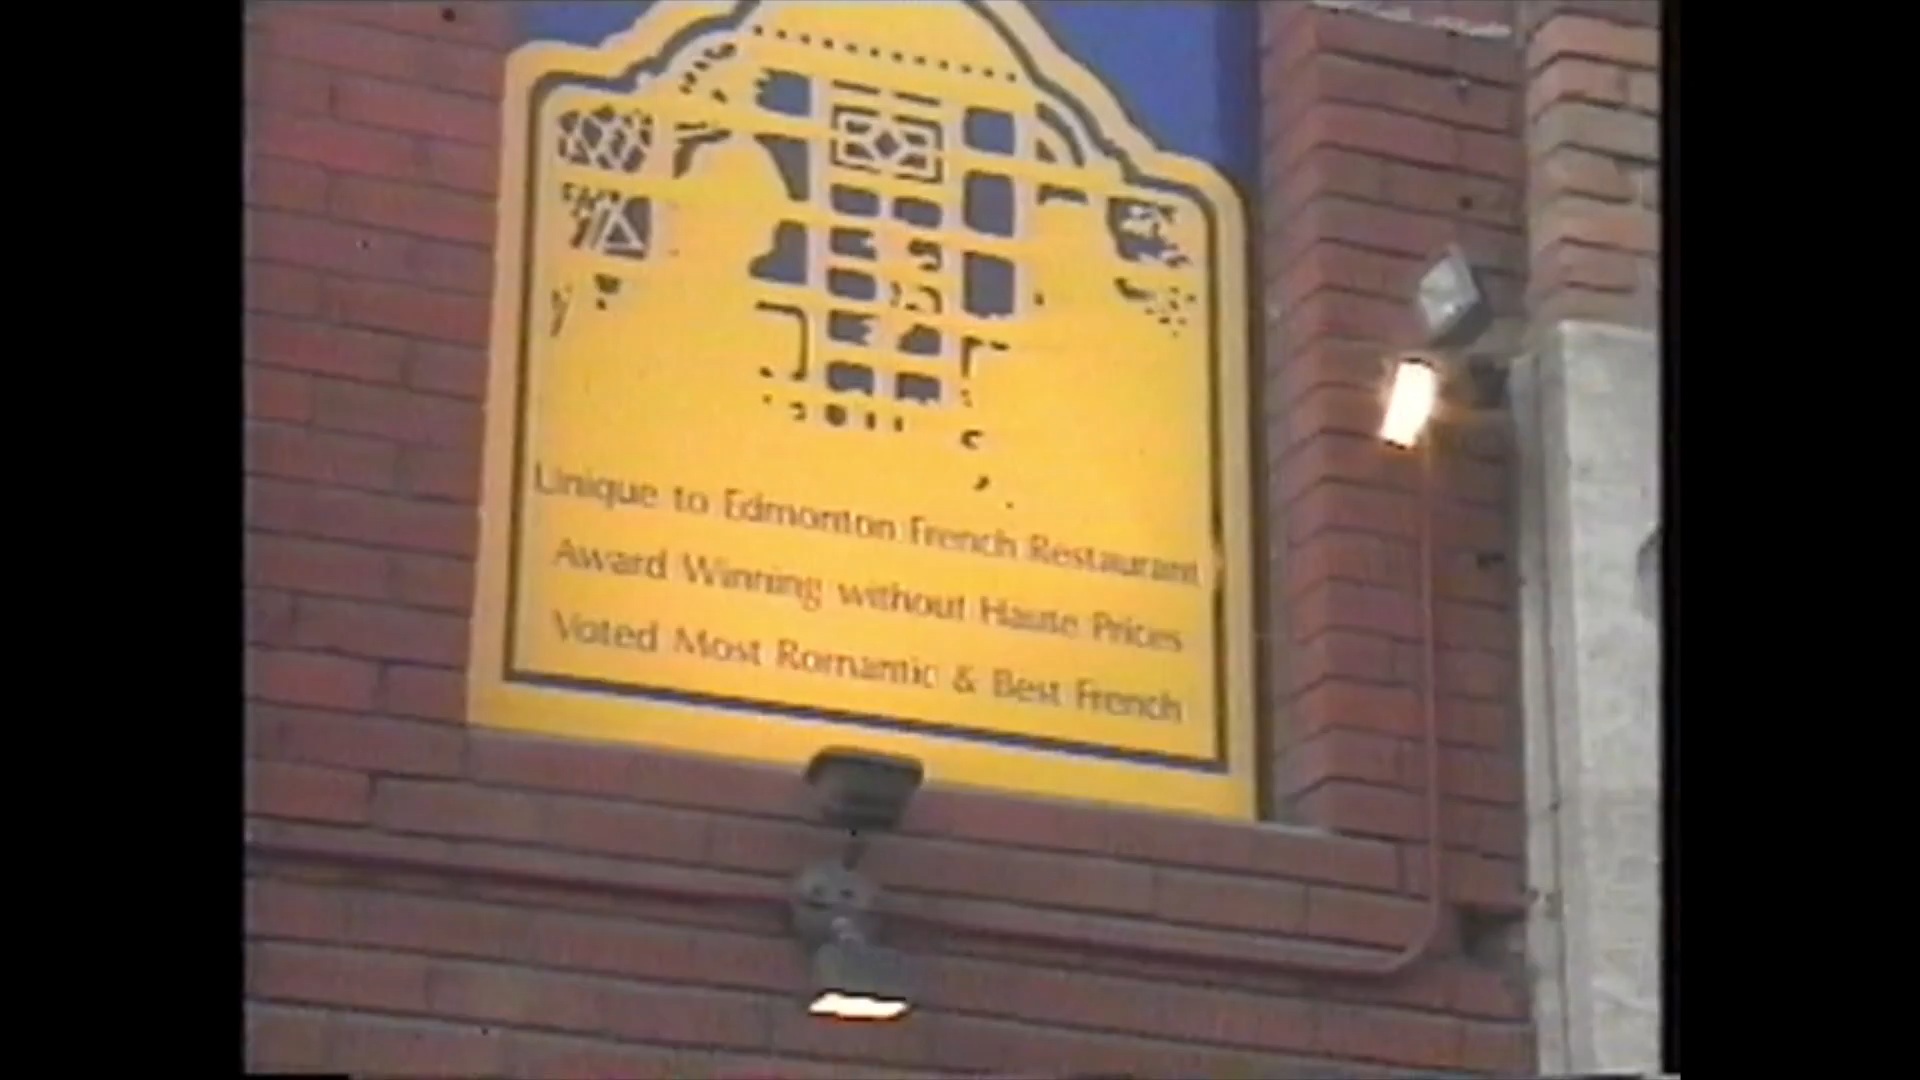 Unique to Edmonton French Restaurant
Award Winning without Haute Prices
Voted Most Romantic & Best French